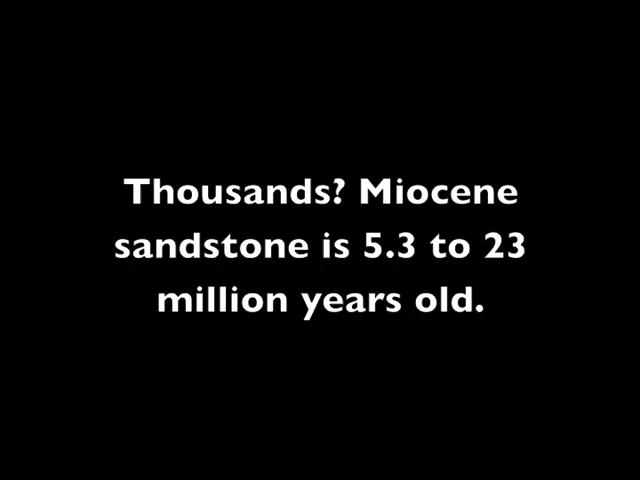 Thousands? Miocene
sandstone is 5.3 to 23
million years old.